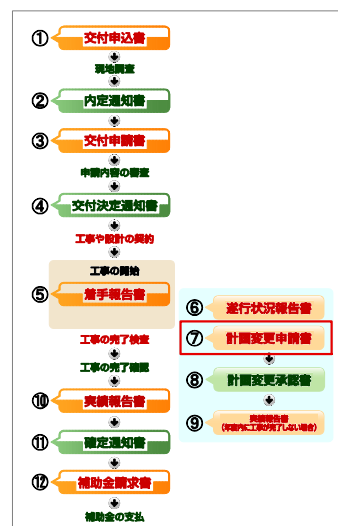 ① 交付申込書
現地調査
② 内定通知書
③ 交付申請書
申請内容の審査
④ 交付決定通知書
工事や設計の契約
工事の開始
⑤ 着手報告書
工事の完了検査
工事の完了確認
⑩ 実績報告書
⑪ 確定通知書
⑫ 補助金請求書
補助金の支払
⑥ 遂行状況報告書
⑦ 計画変更申請書
⑧ 計画変更承認書
⑨ 実績報告書
(年度内に工事が完了しない場合)